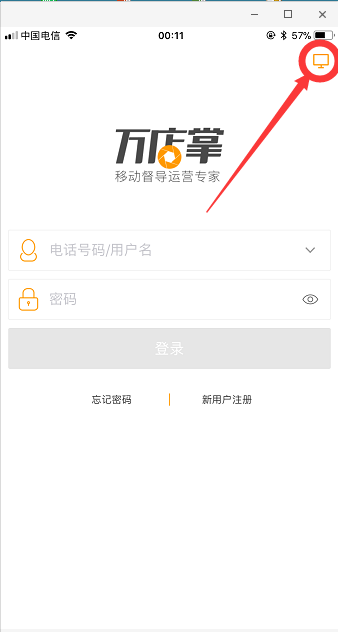 中国电信 00:11 57%
万店掌
移动督导运营专家
电话号码/用户名
密码
登录
忘记密码 | 新用户注册